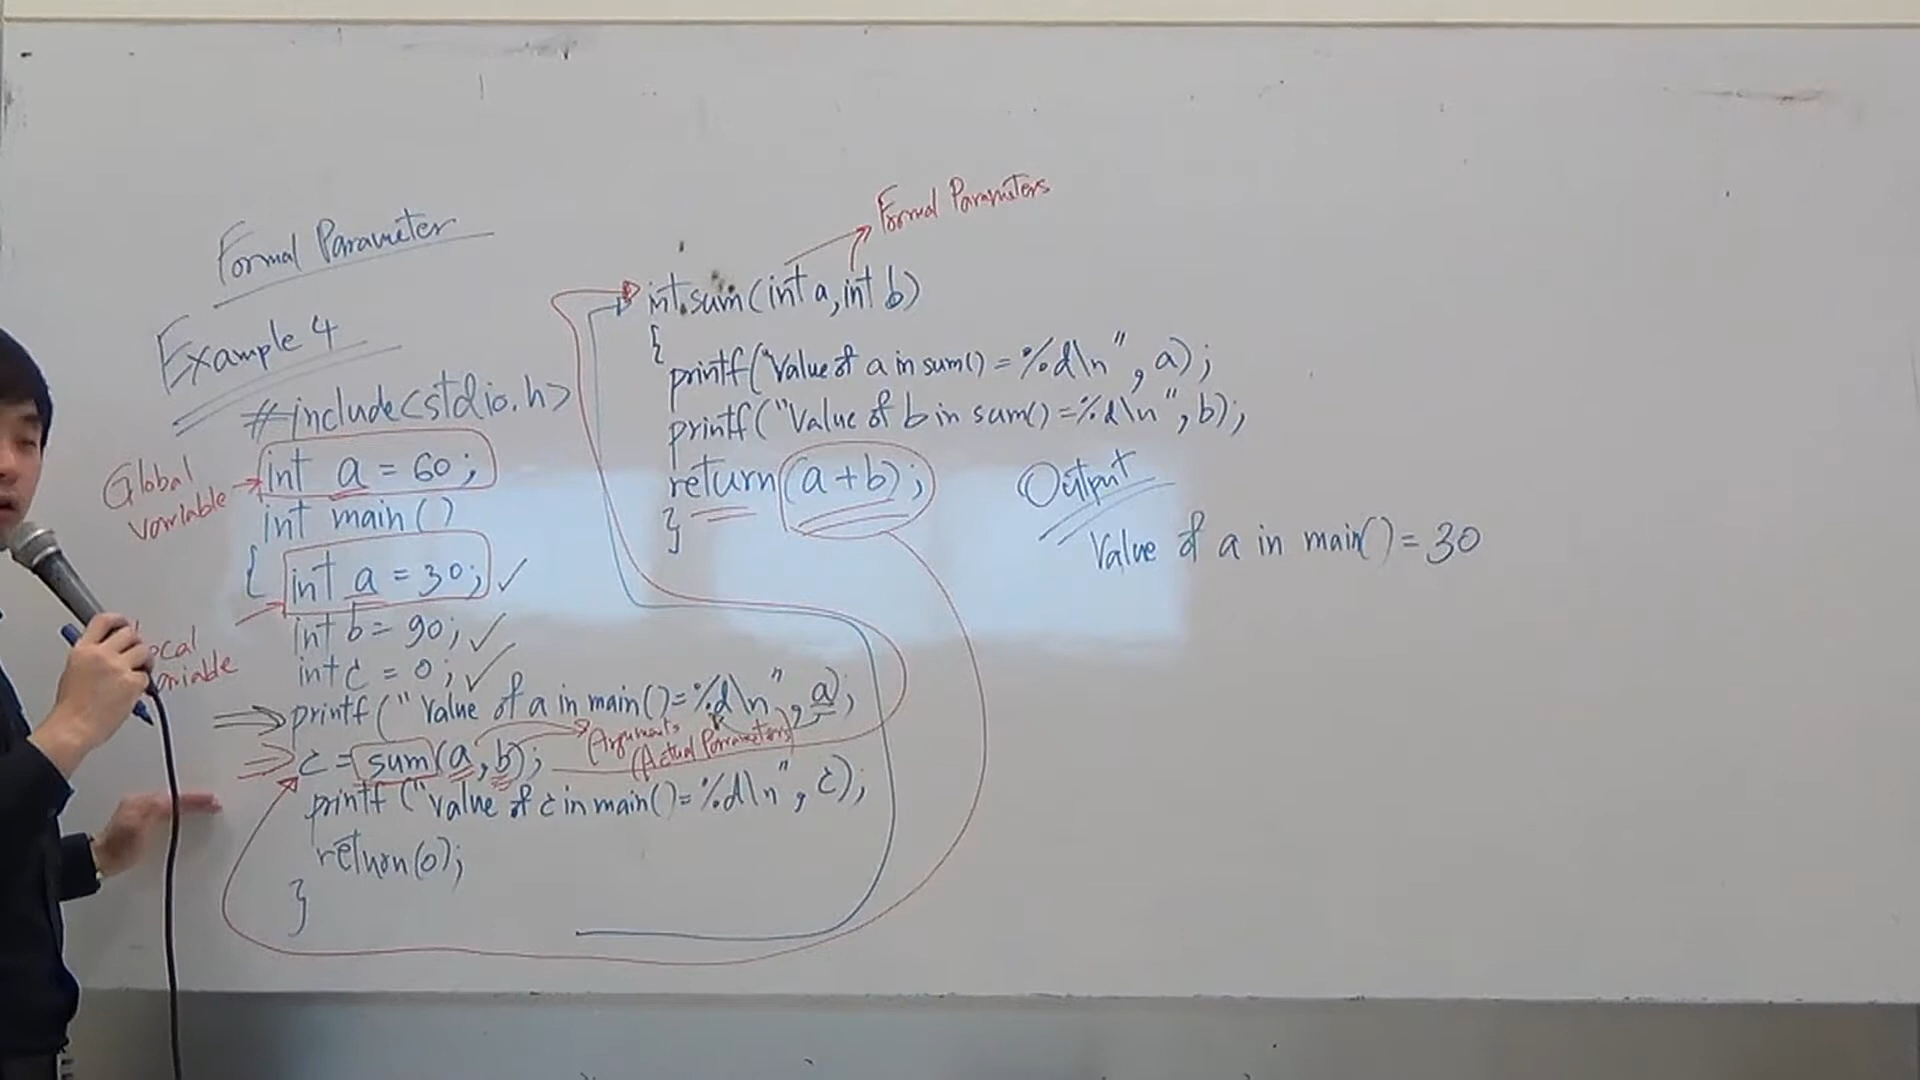 Formal Parameter
Example 4
#include<stdio.h>
Global
variable
int a = 60;
int main()
{
int a = 30; ✓
int b = 90; ✓
int c = 0; ✓
printf("Value of a in main()=%d\n", a);
c = sum(a, b);
Arguments
(Actual Parameters)
printf("Value of c in main()=%d\n", c);
return(0);
}
Formal Parameters
int sum(int a, int b)
{
printf("Value of a in sum() = %d\n", a);
printf("Value of b in sum() = %d\n", b);
return (a+b);
}
Output
Value of a in main() = 30